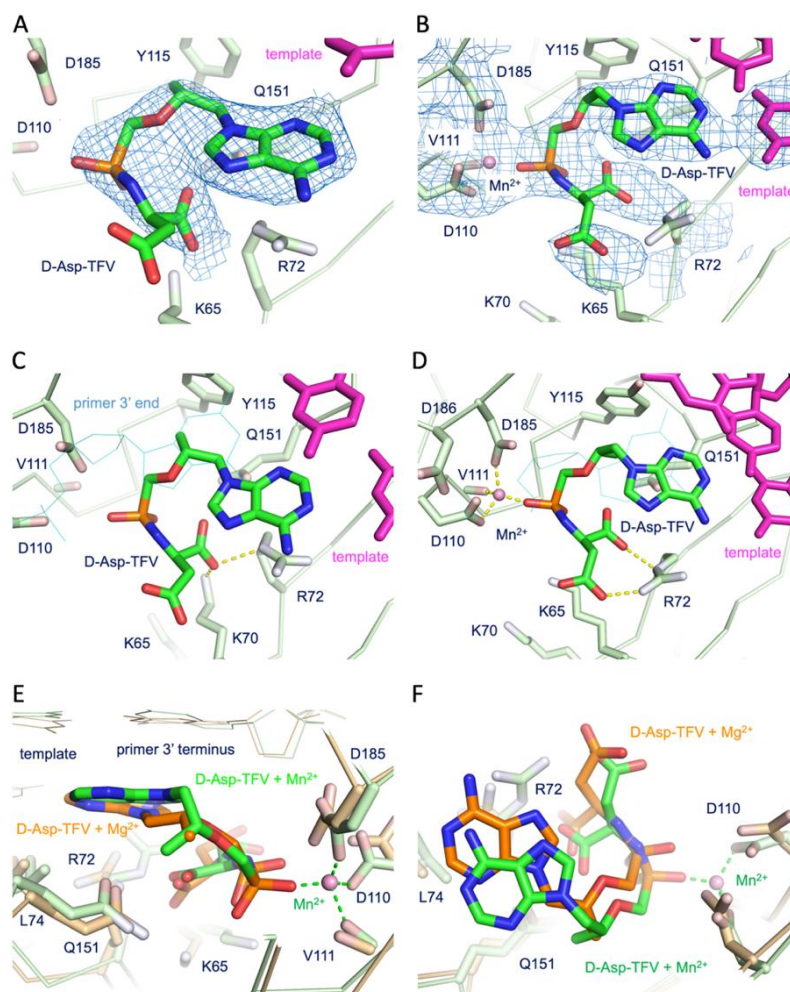 A
D185
Y115
template
Q151
D110
D-Asp-TFV
R72
K65
B
D185
Y115
Q151
V111
Mn²⁺
D-Asp-TFV
template
D110
R72
K70
K65
C
primer 3’ end
Y115
D185
Q151
V111
D110
D-Asp-TFV
template
R72
K65
K70
D
D186
D185
Y115
V111
Q151
D110
Mn²⁺
D-Asp-TFV
template
K65
R72
K70
E
template
primer 3’ terminus
D185
D-Asp-TFV + Mn²⁺
D-Asp-TFV + Mg²⁺
R72
D110
Mn²⁺
L74
Q151
K65
V111
F
D-Asp-TFV + Mg²⁺
R72
D110
L74
Mn²⁺
Q151
D-Asp-TFV + Mn²⁺